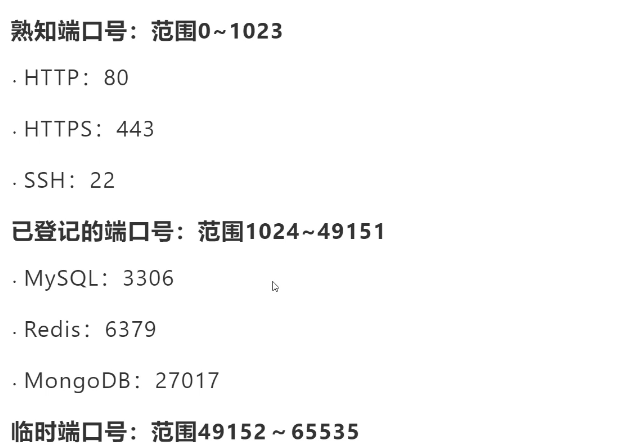 熟知端口号：范围0~1023
· HTTP：80
· HTTPS：443
· SSH：22
已登记的端口号：范围1024~49151
· MySQL：3306
· Redis：6379
· MongoDB：27017
临时端口号：范围49152～65535